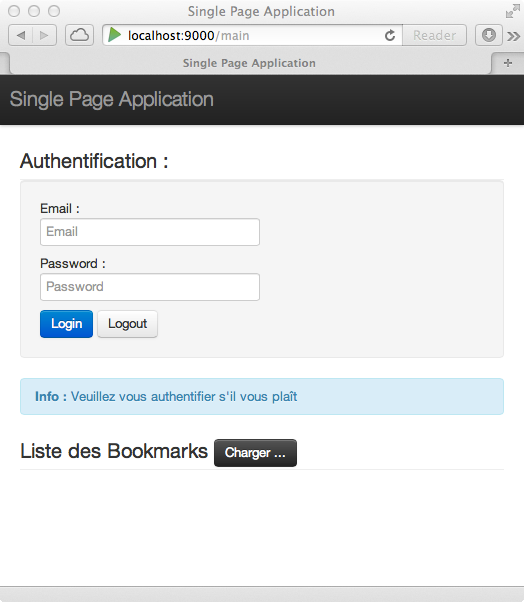 Single Page Application
localhost:9000/main
Reader
Single Page Application
Single Page Application
Authentification :
Email :
Email
Password :
Password
Login Logout
Info : Veuillez vous authentifier s'il vous plaît
Liste des Bookmarks Charger ...